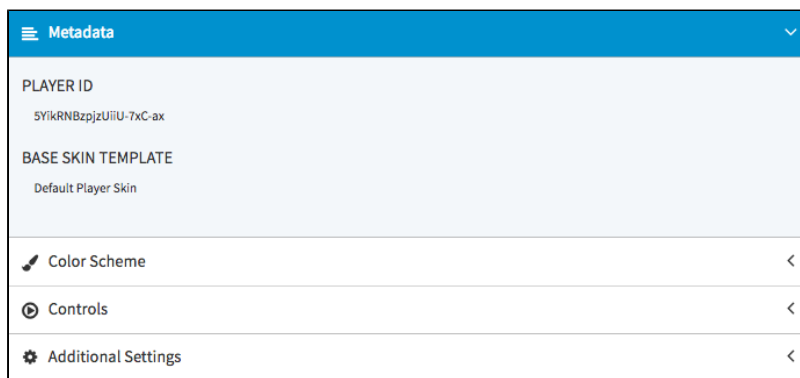 Metadata
PLAYER ID
5YikRNBzpjzUiiU-7xC-ax
BASE SKIN TEMPLATE
Default Player Skin
Color Scheme
Controls
Additional Settings